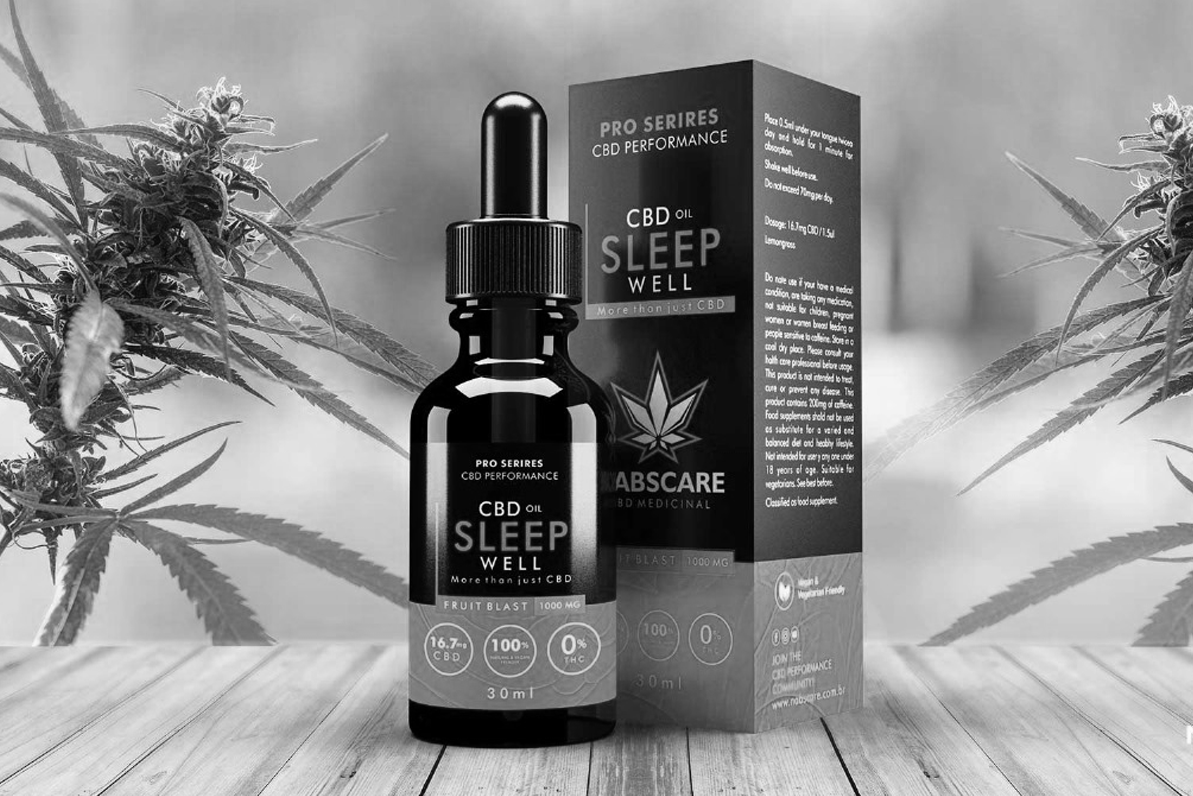 PRO SERIRES
CBD PERFORMANCE
CBD OIL
SLEEP
WELL
More than just CBD
ABSCARE
BD MEDICINAL
IT BLAST 1000 MG
100%
0%
THC
30ml
Place 0.5ml under your tongue twicea
day and hold for 1 minute for
absorption.
Shake well before use.
Do not exceed 70mg per day.
Dosage: 16.7mg CBD / 1.5ul
Lemongrass
Do note use if your have a medical
condition, are taking any medication,
not suitable for children, pregnant
women or women breast feeding or
people sensitive to caffeine. Store in a
cool dry place. Please consult your
health care professional before usage.
This product is not intended to treat,
cure or prevent any disease. This
product contains 200mg of caffeine.
Food supplements shold not be used
as substitute for a varied and
balanced diet and healthy lifestyle.
Not intended for user y any one under
18 years of age. Suitable for
vegetarians. See best before.
Classified as food supplement.
Vegan &
Vegetarian Friendly
JOIN THE
CBD PERFORMANCE
COMMUNITY!
www.nabscare.com.br
PRO SERIRES
CBD PERFORMANCE
CBD OIL
SLEEP
WELL
More than just CBD
FRUIT BLAST 1000 MG
16.7mg
CBD
100%
0%
THC
30ml